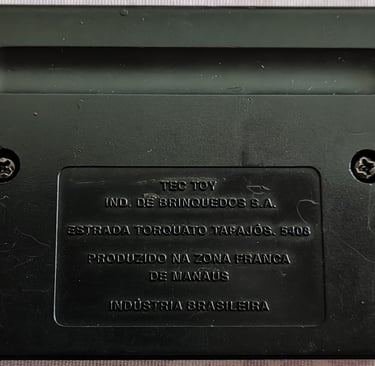 TEC TOY
IND. DE BRINQUEDOS S.A.
ESTRADA TORQUATO TAPAJÓS. 5408
PRODUZIDO NA ZONA FRANCA
DE MANAUS
INDÚSTRIA BRASILEIRA